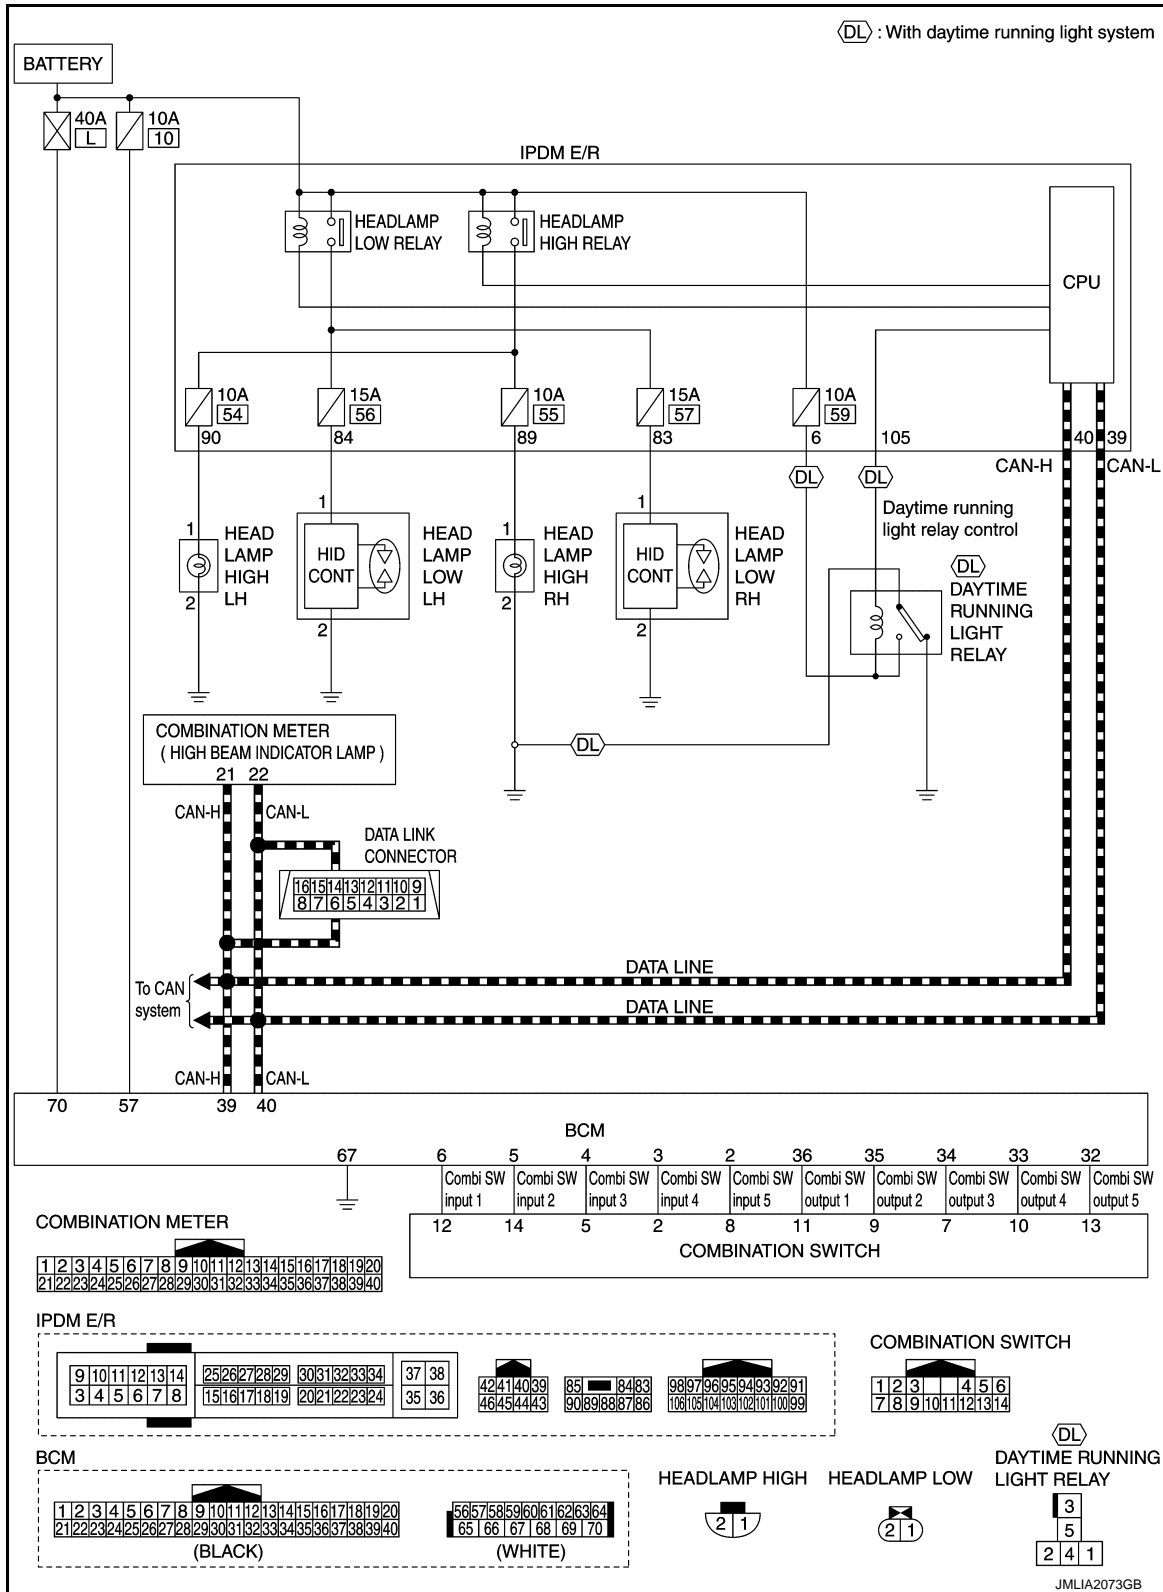 DL : With daytime running light system
BATTERY
40A
L
10A
10
IPDM E/R
HEADLAMP
LOW RELAY
HEADLAMP
HIGH RELAY
CPU
10A
54
15A
56
10A
55
15A
57
10A
59
90
84
89
83
6
105
40
39
CAN-H
CAN-L
DL
DL
Daytime running
light relay control
1
HEAD
LAMP
HIGH
LH
2
1
HID
CONT
HEAD
LAMP
LOW
LH
2
1
HEAD
LAMP
HIGH
RH
2
1
HID
CONT
HEAD
LAMP
LOW
RH
2
DL
DAYTIME
RUNNING
LIGHT
RELAY
DL
COMBINATION METER
( HIGH BEAM INDICATOR LAMP )
21 22
CAN-H
CAN-L
DATA LINK
CONNECTOR
16 15 14 13 12 11 10 9
8 7 6 5 4 3 2 1
To CAN
system
DATA LINE
DATA LINE
CAN-H
CAN-L
70 57 39 40
BCM
67 6 5 4 3 2 36 35 34 33 32
Combi SW
input 1
Combi SW
input 2
Combi SW
input 3
Combi SW
input 4
Combi SW
input 5
Combi SW
output 1
Combi SW
output 2
Combi SW
output 3
Combi SW
output 4
Combi SW
output 5
12 14 5 2 8 11 9 7 10 13
COMBINATION SWITCH
COMBINATION METER
1 2 3 4 5 6 7 8 9 10 11 12 13 14 15 16 17 18 19 20
21 22 23 24 25 26 27 28 29 30 31 32 33 34 35 36 37 38 39 40
IPDM E/R
9 10 11 12 13 14
3 4 5 6 7 8
25 26 27 28 29 30 31 32 33 34
15 16 17 18 19 20 21 22 23 24
37 38
35 36
42 41 40 39
46 45 44 43
85 84 83
90 89 88 87 86
98 97 96 95 94 93 92 91
106 105 104 103 102 101 100 99
COMBINATION SWITCH
1 2 3 4 5 6
7 8 9 10 11 12 13 14
BCM
1 2 3 4 5 6 7 8 9 10 11 12 13 14 15 16 17 18 19 20
21 22 23 24 25 26 27 28 29 30 31 32 33 34 35 36 37 38 39 40
(BLACK)
56 57 58 59 60 61 62 63 64
65 66 67 68 69 70
(WHITE)
HEADLAMP HIGH
2 1
HEADLAMP LOW
2 1
DL
DAYTIME RUNNING
LIGHT RELAY
3
5
2 4 1
JMLIA2073GB